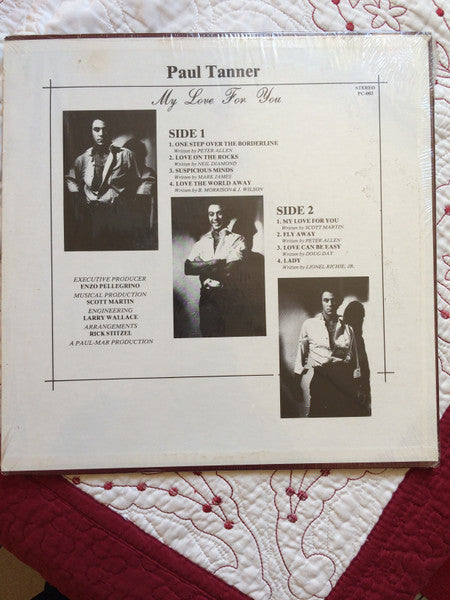 Paul Tanner
My Love For You
STEREO
PC-003
SIDE 1
1. ONE STEP OVER THE BORDERLINE
Written by PETER ALLEN
2. LOVE ON THE ROCKS
Written by NEIL DIAMOND
3. SUSPICIOUS MINDS
Written by MARK JAMES
4. LOVE THE WORLD AWAY
Written by B. MORRISON & J. WILSON
SIDE 2
1. MY LOVE FOR YOU
Written by SCOTT MARTIN
2. FLY AWAY
Written by PETER ALLEN
3. LOVE CAN BE EASY
Written by DOUG DAY
4. LADY
Written by LIONEL RICHIE, JR.
EXECUTIVE PRODUCER
ENZO PELLEGRINO
MUSICAL PRODUCTION
SCOTT MARTIN
ENGINEERING
LARRY WALLACE
ARRANGEMENTS
RICK STITZEL
A PAUL-MAR PRODUCTION